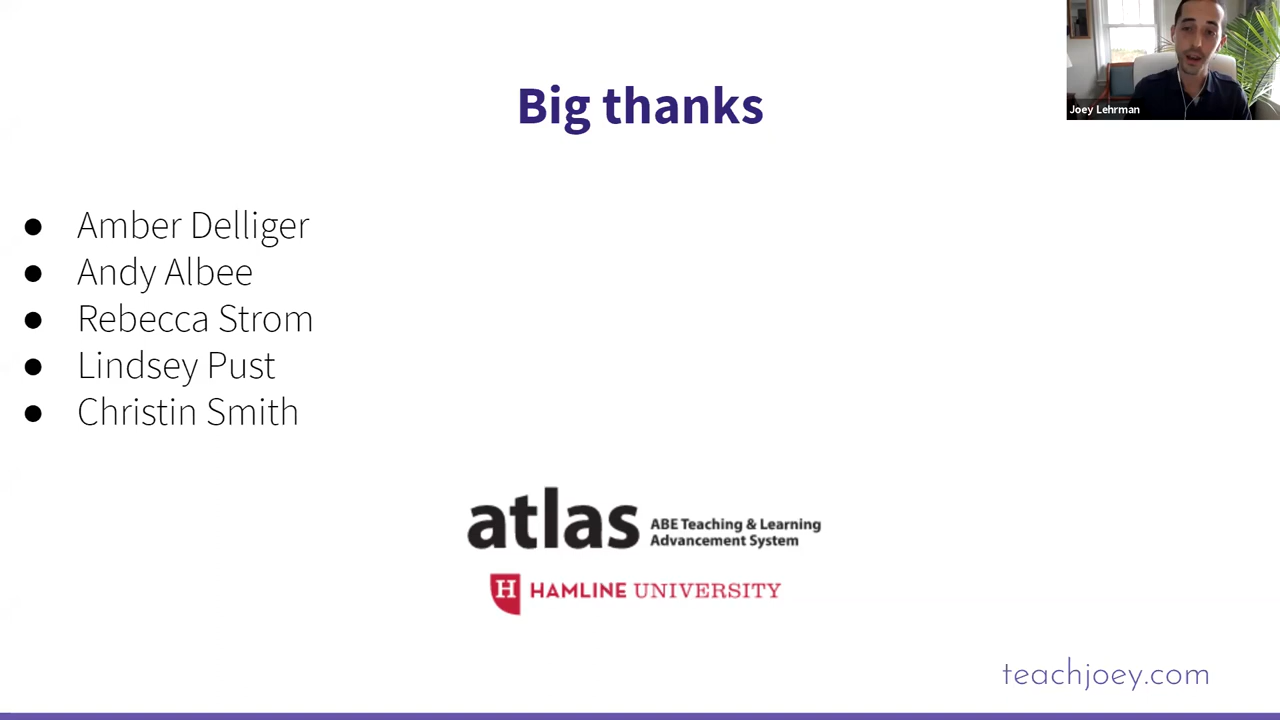 Big thanks
Joey Lehrman
● Amber Delliger
● Andy Albee
● Rebecca Strom
● Lindsey Pust
● Christin Smith
atlas ABE Teaching & Learning
Advancement System
H HAMLINE UNIVERSITY
teachjoey.com